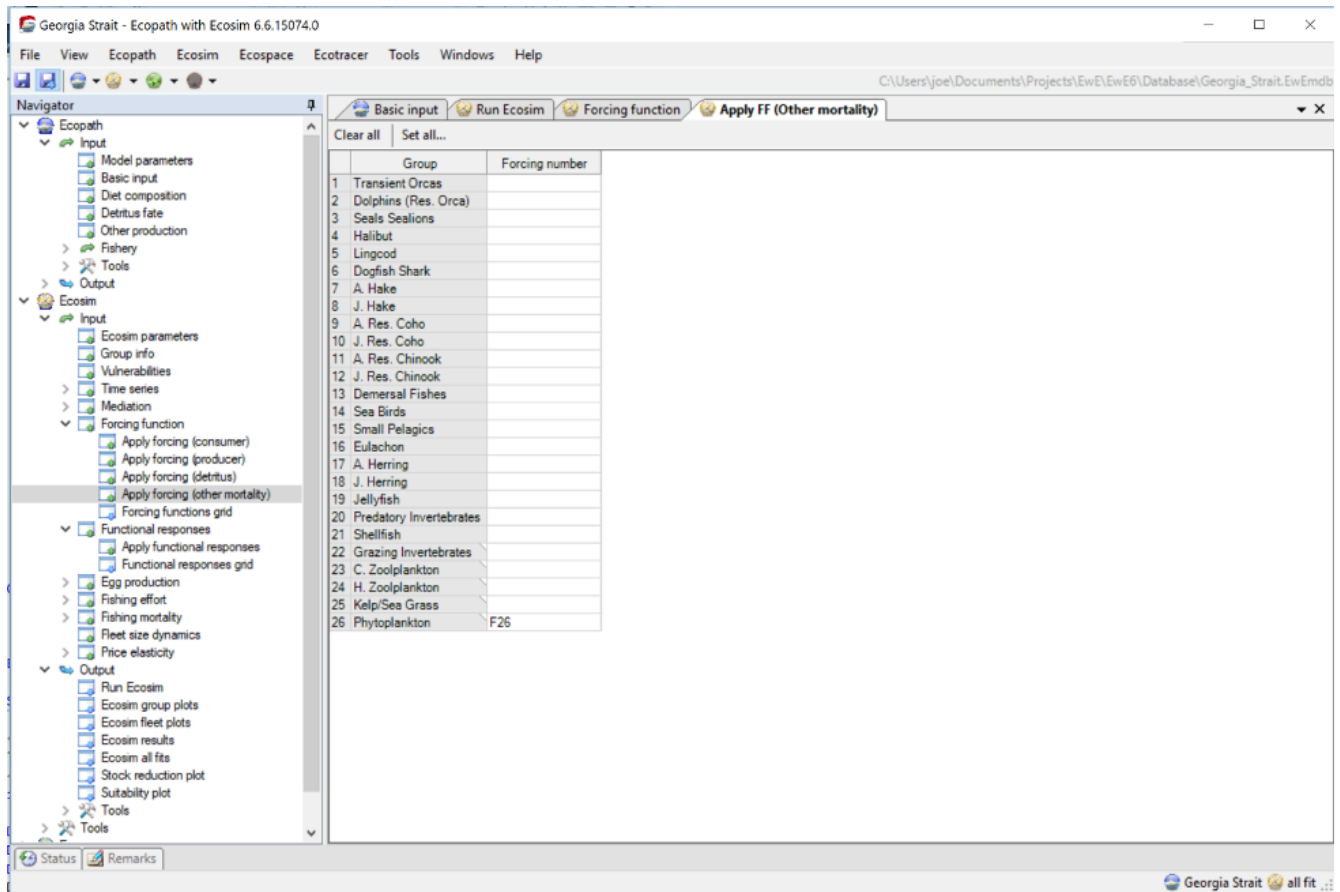 Georgia Strait - Ecopath with Ecosim 6.6.15074.0
File View Ecopath Ecosim Ecospace Ecotracer Tools Windows Help
C:\Users\joe\Documents\Projects\EwE\EwE6\Database\Georgia_Strait.EwEmdb
Navigator
Ecopath
Input
Model parameters
Basic input
Diet composition
Detritus fate
Other production
Fishery
Tools
Output
Ecosim
Input
Ecosim parameters
Group info
Vulnerabilities
Time series
Mediation
Forcing function
Apply forcing (consumer)
Apply forcing (producer)
Apply forcing (detritus)
Apply forcing (other mortality)
Forcing functions grid
Functional responses
Apply functional responses
Functional responses grid
Egg production
Fishing effort
Fishing mortality
Fleet size dynamics
Price elasticity
Output
Run Ecosim
Ecosim group plots
Ecosim fleet plots
Ecosim results
Ecosim all fits
Stock reduction plot
Suitability plot
Tools
Tools
Basic input Run Ecosim Forcing function Apply FF (Other mortality)
Clear all Set all...
Group Forcing number
1 Transient Orcas
2 Dolphins (Res. Orca)
3 Seals Sealions
4 Halibut
5 Lingcod
6 Dogfish Shark
7 A. Hake
8 J. Hake
9 A. Res. Coho
10 J. Res. Coho
11 A. Res. Chinook
12 J. Res. Chinook
13 Demersal Fishes
14 Sea Birds
15 Small Pelagics
16 Eulachon
17 A. Herring
18 J. Herring
19 Jellyfish
20 Predatory Invertebrates
21 Shellfish
22 Grazing Invertebrates
23 C. Zoolplankton
24 H. Zoolplankton
25 Kelp/Sea Grass
26 Phytoplankton F26
Status Remarks
Georgia Strait all fit